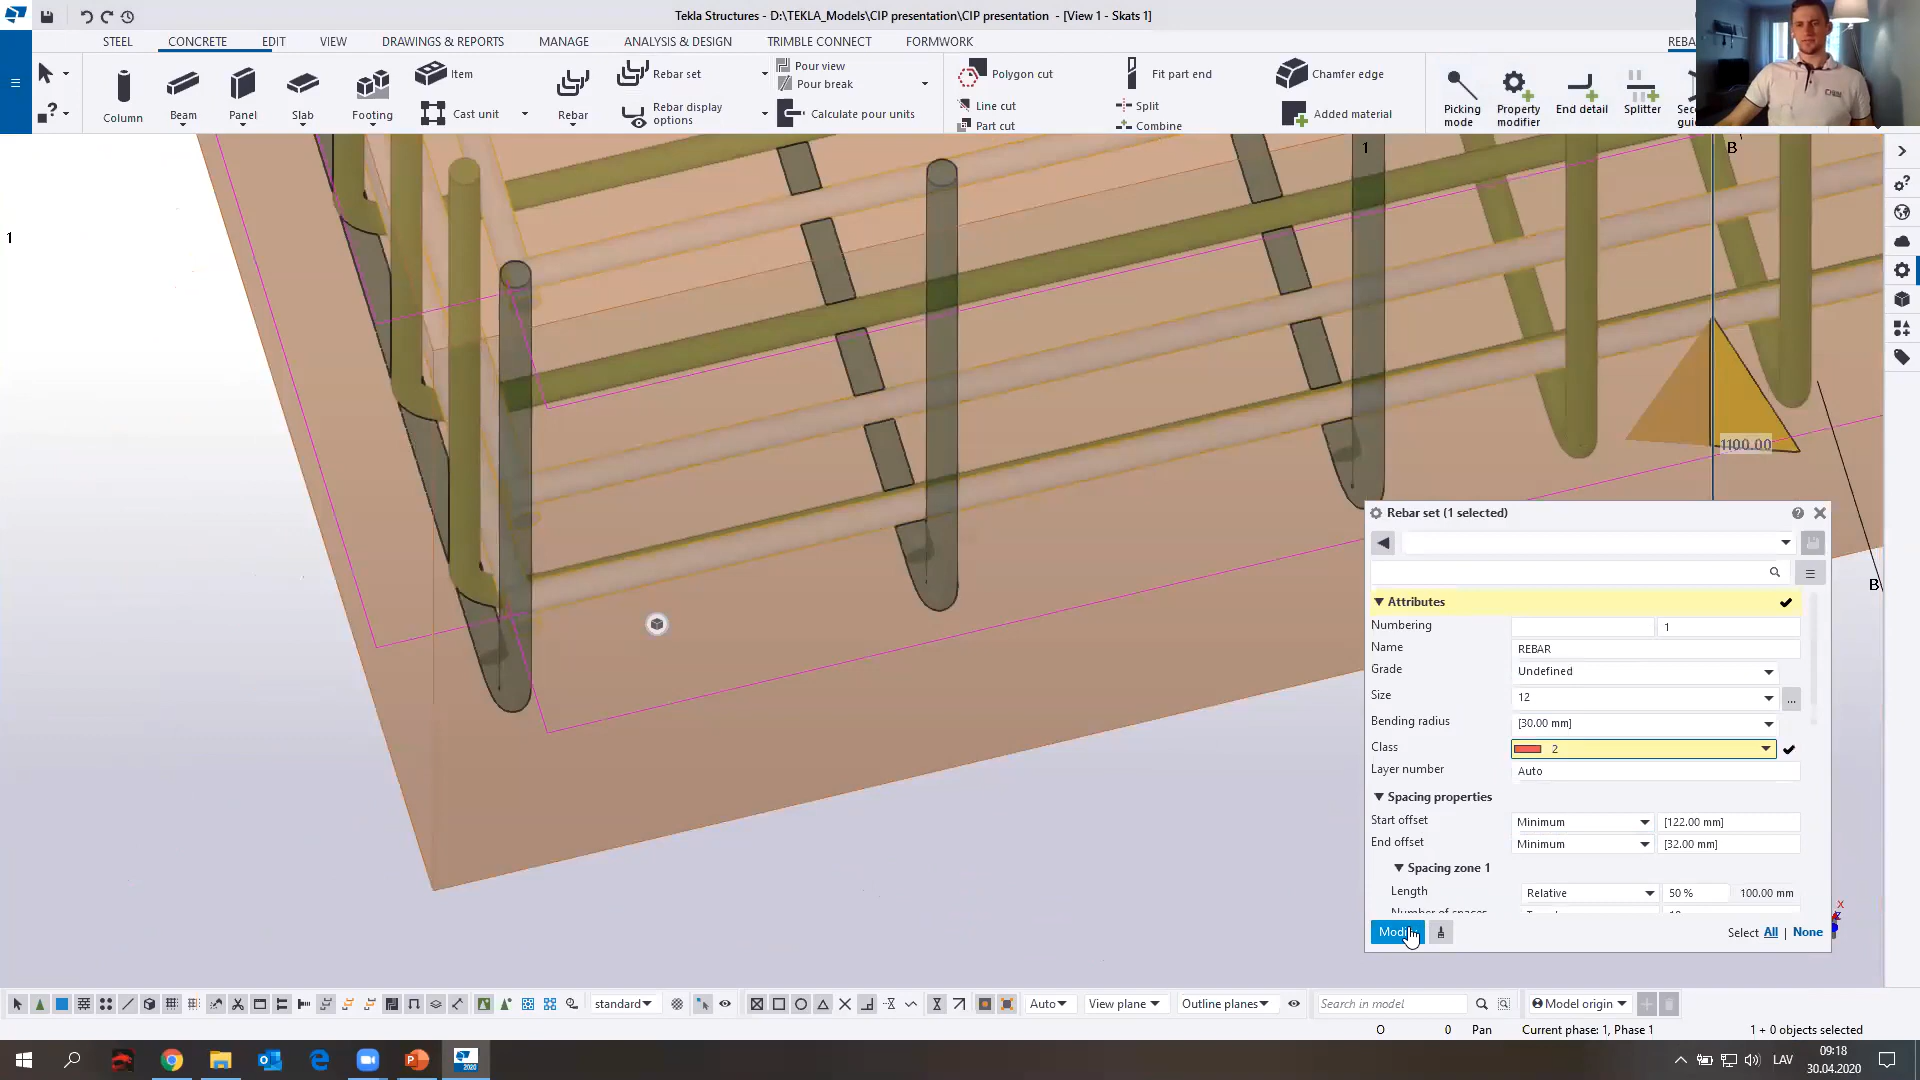 Tekla Structures - D:\TEKLA_Models\CIP presentation\CIP presentation - [View 1 - Skats 1]
STEEL CONCRETE EDIT VIEW DRAWINGS & REPORTS MANAGE ANALYSIS & DESIGN TRIMBLE CONNECT FORMWORK
Column Beam Panel Slab Footing
Item
Cast unit
Rebar
Rebar set
Rebar display options
Pour view
Pour break
Calculate pour units
Polygon cut
Line cut
Part cut
Fit part end
Split
Combine
Chamfer edge
Added material
Picking mode
Property modifier
End detail
Splitter
1
B
1
1100.00
B
Rebar set (1 selected)
Attributes
Numbering 1
Name REBAR
Grade Undefined
Size 12 ...
Bending radius [30.00 mm]
Class 2
Layer number Auto
Spacing properties
Start offset Minimum [122.00 mm]
End offset Minimum [32.00 mm]
Spacing zone 1
Length Relative 50 % 100.00 mm
Select All | None
X
Z
standard Auto View plane Outline planes Search in model Model origin
O 0 Pan Current phase: 1, Phase 1 1 + 0 objects selected
2020
LAV
09:18
30.04.2020